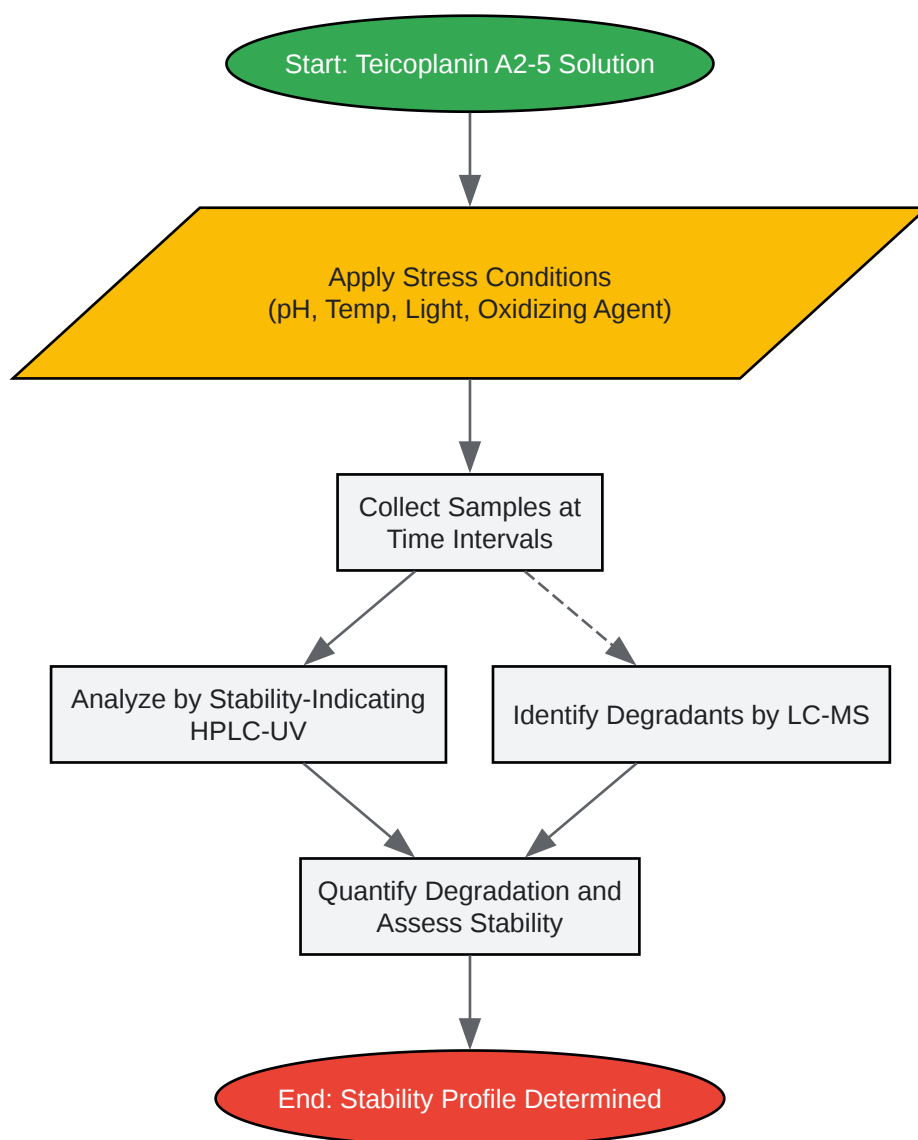 Start: Teicoplanin A2-5 Solution
Apply Stress Conditions
(pH, Temp, Light, Oxidizing Agent)
Collect Samples at
Time Intervals
Analyze by Stability-Indicating
HPLC-UV
Identify Degradants by LC-MS
Quantify Degradation and
Assess Stability
End: Stability Profile Determined